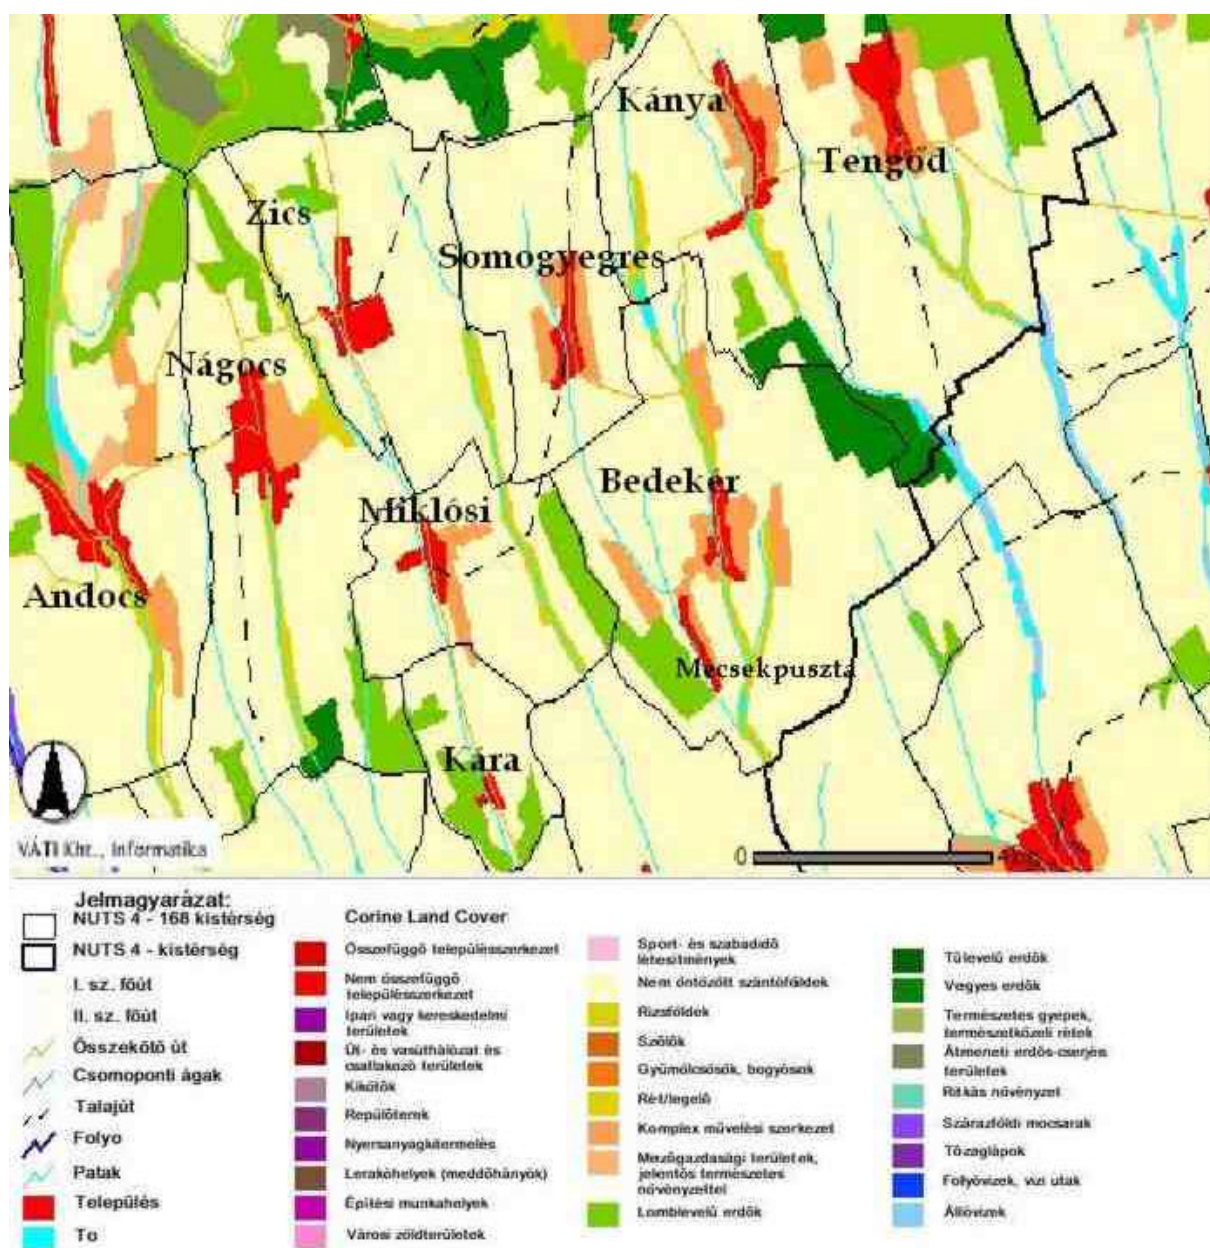 Kánya
Tengőd
Zics
Somogyegres
Nágocs
Bedekér
Miklósi
Andocs
Mecsekpuszta
Kára
VÁTI Kht., Informatika
0
Jelmagyarázat:
NUTS 4 - 168 kistérség
NUTS 4 - kistérség
I. sz. főút
II. sz. főút
Összekötő út
Csomoponti ágak
Talajút
Folyo
Patak
Település
To
Corine Land Cover
Összefüggő településszerkezet
Nem összefüggő
településszerkezet
Ipari vagy kereskedelmi
területek
Út- és vasúthálózat és
csatlakozó területek
Kikötők
Repülőterek
Nyersanyagkitermelés
Lerakóhelyek (meddőhányók)
Építési munkahelyek
Városi zöldterületek
Sport- és szabadidő
létesítmények
Nem öntözött szántóföldek
Rizsföldek
Szőlők
Gyümölcsösök, bogyósok
Rét/legelő
Komplex művelési szerkezet
Mezőgazdasági területek,
jelentős természetes
növényzettel
Lomblevelű erdők
Tűlevelű erdők
Vegyes erdők
Természetes gyepek,
természetközeli rétek
Átmeneti erdős-cserjés
területek
Ritkás növényzet
Szárazföldi mocsarak
Tőzeglápok
Folyóvizek, vizi utak
Állóvizek